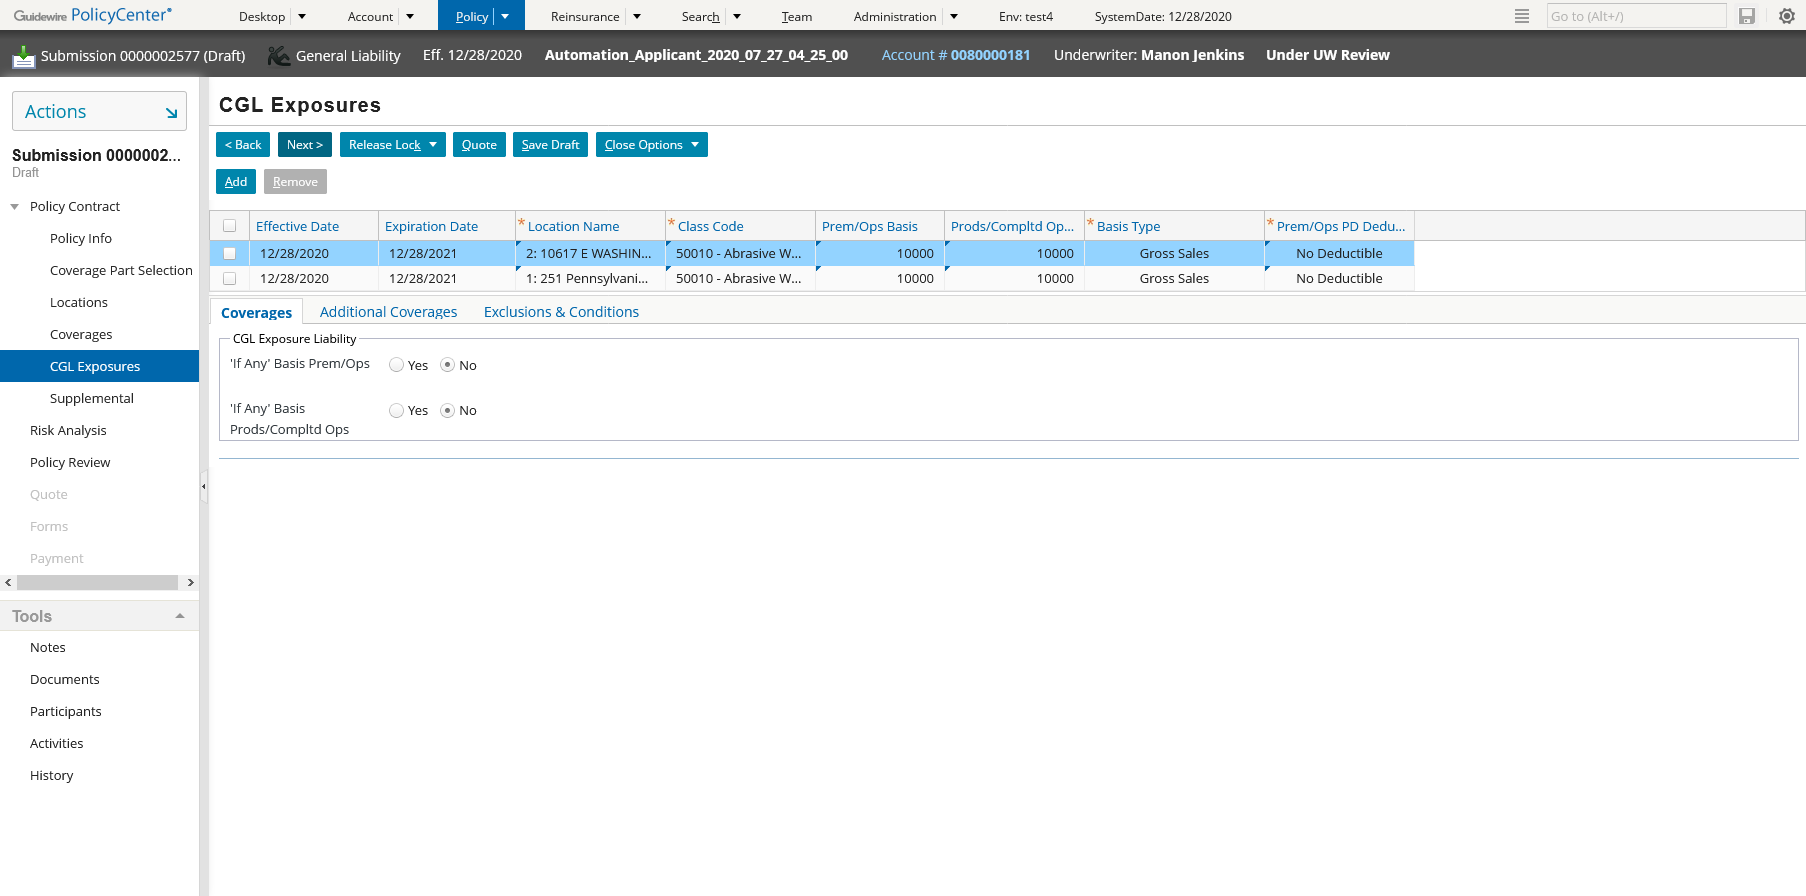 Guidewire PolicyCenter® Desktop Account Policy Reinsurance Search Team Administration Env: test4 SystemDate: 12/28/2020 Go to (Alt+/)
Submission 0000002577 (Draft) General Liability Eff. 12/28/2020 Automation_Applicant_2020_07_27_04_25_00 Account # 0080000181 Underwriter: Manon Jenkins Under UW Review
Actions
Submission 0000002...
Draft
Policy Contract
Policy Info
Coverage Part Selection
Locations
Coverages
CGL Exposures
Supplemental
Risk Analysis
Policy Review
Quote
Forms
Payment
Tools
Notes
Documents
Participants
Activities
History
CGL Exposures
< Back Next > Release Lock Quote Save Draft Close Options
Add Remove
Effective Date Expiration Date * Location Name * Class Code Prem/Ops Basis Prods/Compltd Op... * Basis Type * Prem/Ops PD Dedu...
12/28/2020 12/28/2021 2: 10617 E WASHIN... 50010 - Abrasive W... 10000 10000 Gross Sales No Deductible
12/28/2020 12/28/2021 1: 251 Pennsylvani... 50010 - Abrasive W... 10000 10000 Gross Sales No Deductible
Coverages Additional Coverages Exclusions & Conditions
CGL Exposure Liability
'If Any' Basis Prem/Ops Yes No
'If Any' Basis Yes No
Prods/Compltd Ops